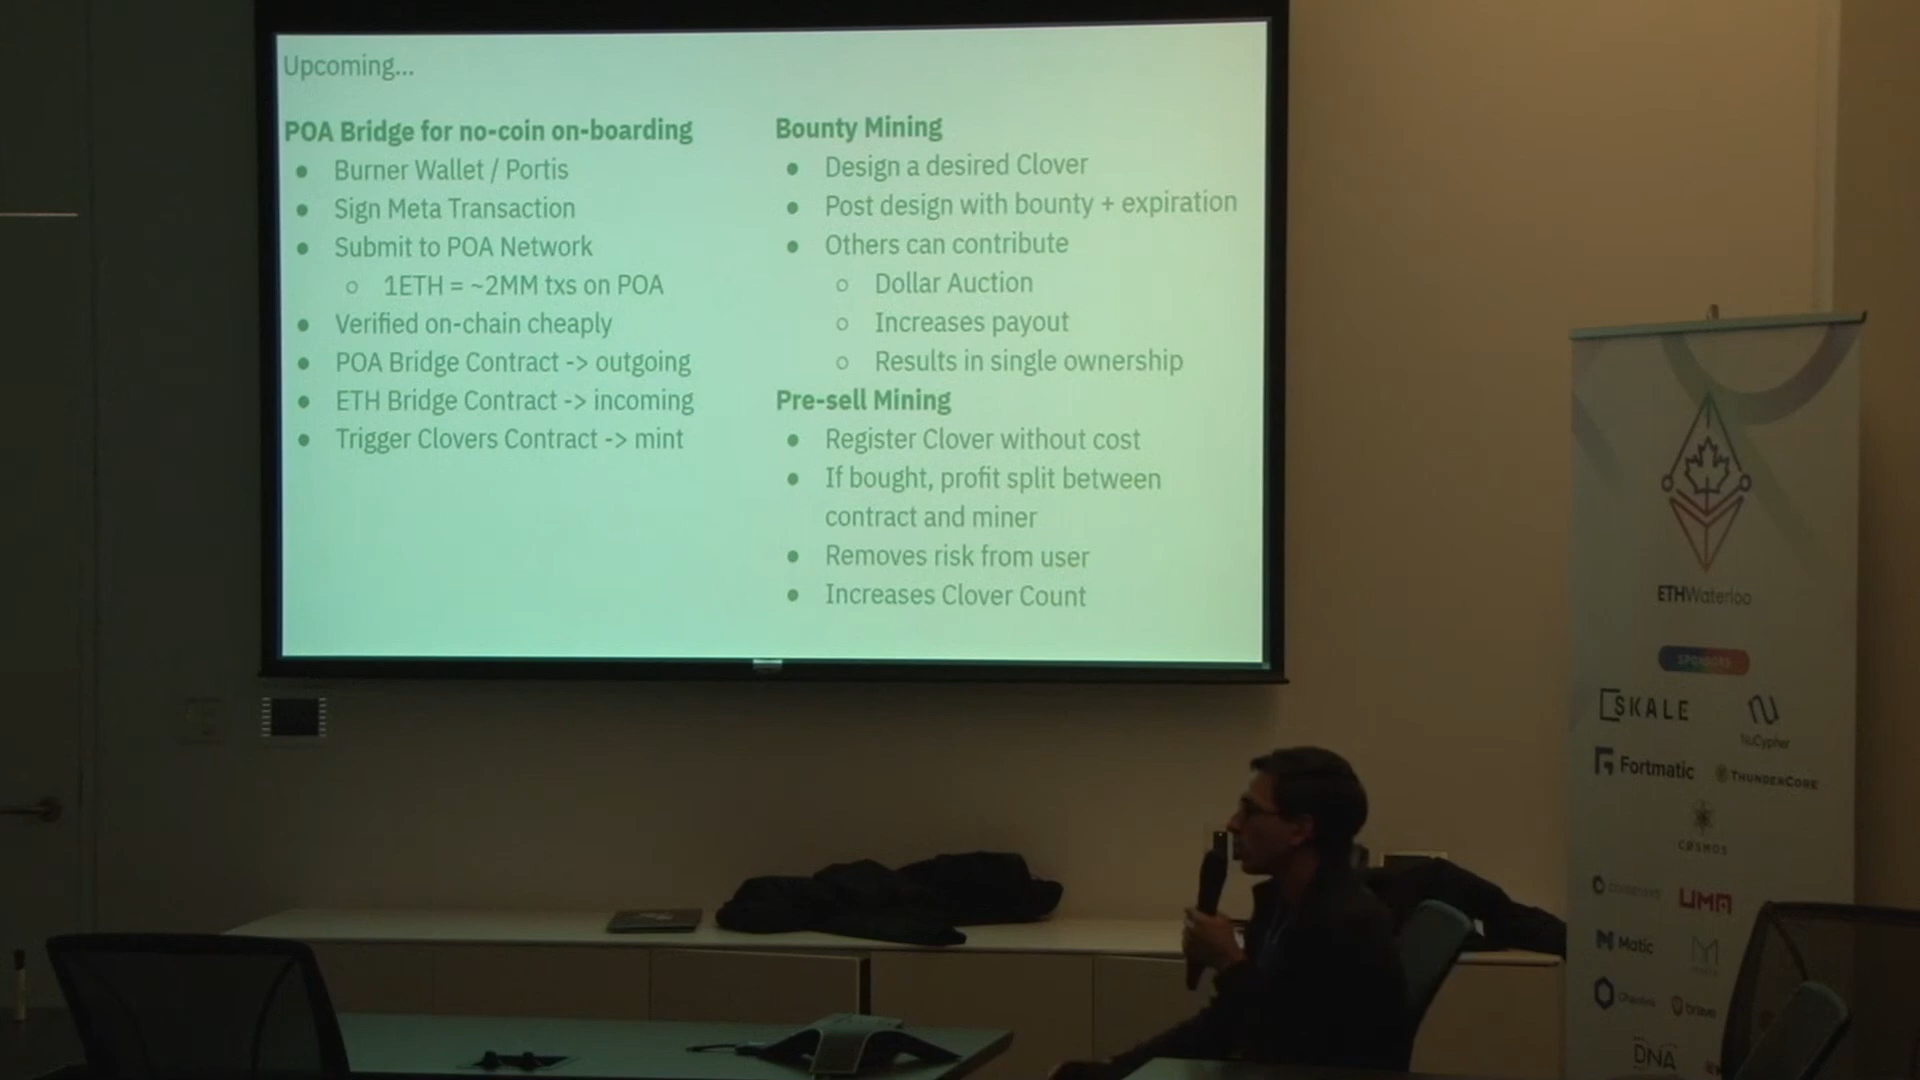 Upcoming...
POA Bridge for no-coin on-boarding
● Burner Wallet / Portis
● Sign Meta Transaction
● Submit to POA Network
○ 1ETH = ~2MM txs on POA
● Verified on-chain cheaply
● POA Bridge Contract -> outgoing
● ETH Bridge Contract -> incoming
● Trigger Clovers Contract -> mint
Bounty Mining
● Design a desired Clover
● Post design with bounty + expiration
● Others can contribute
○ Dollar Auction
○ Increases payout
○ Results in single ownership
Pre-sell Mining
● Register Clover without cost
● If bought, profit split between
contract and miner
● Removes risk from user
● Increases Clover Count
ETHWaterloo
SPONSORS
SKALE
NuCypher
Fortmatic
THUNDERCORE
COSMOS
UMA
Matic
Chainlink
brave
DNA